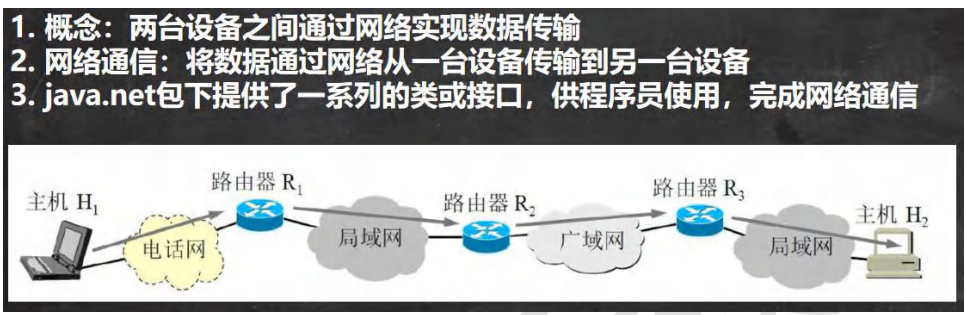 1. 概念：两台设备之间通过网络实现数据传输
2. 网络通信：将数据通过网络从一台设备传输到另一台设备
3. java.net包下提供了一系列的类或接口，供程序员使用，完成网络通信
主机 H1
电话网
路由器 R1
局域网
路由器 R2
广域网
路由器 R3
局域网
主机 H2